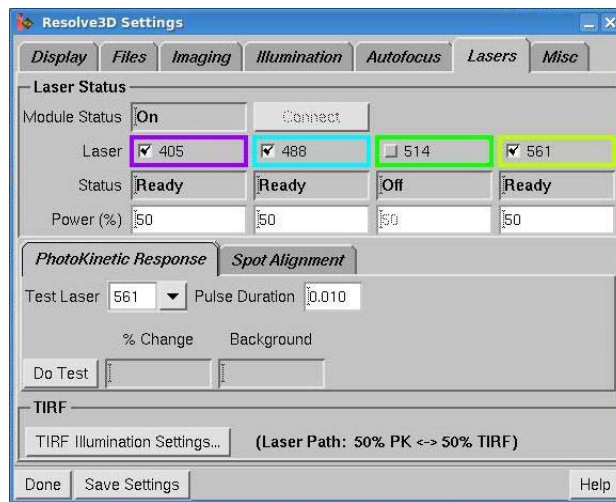 Resolve3D Settings
Display Files Imaging Illumination Autofocus Lasers Misc
Laser Status
Module Status On Connect
Laser 405 488 514 561
Status Ready Ready Off Ready
Power (%) 50 50 50 50
PhotoKinetic Response Spot Alignment
Test Laser 561 Pulse Duration 0.010
% Change Background
Do Test
TIRF
TIRF Illumination Settings... (Laser Path: 50% PK <-> 50% TIRF)
Done Save Settings Help